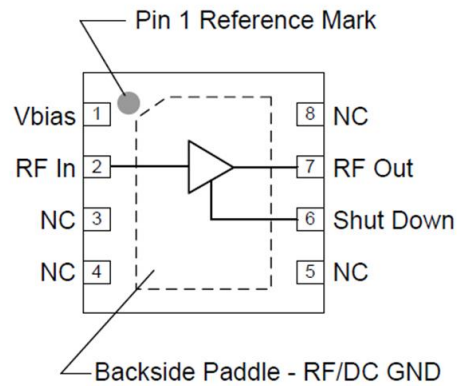 Pin 1 Reference Mark
Vbias 1
8 NC
RF In 2
7 RF Out
NC 3
6 Shut Down
NC 4
5 NC
Backside Paddle - RF/DC GND